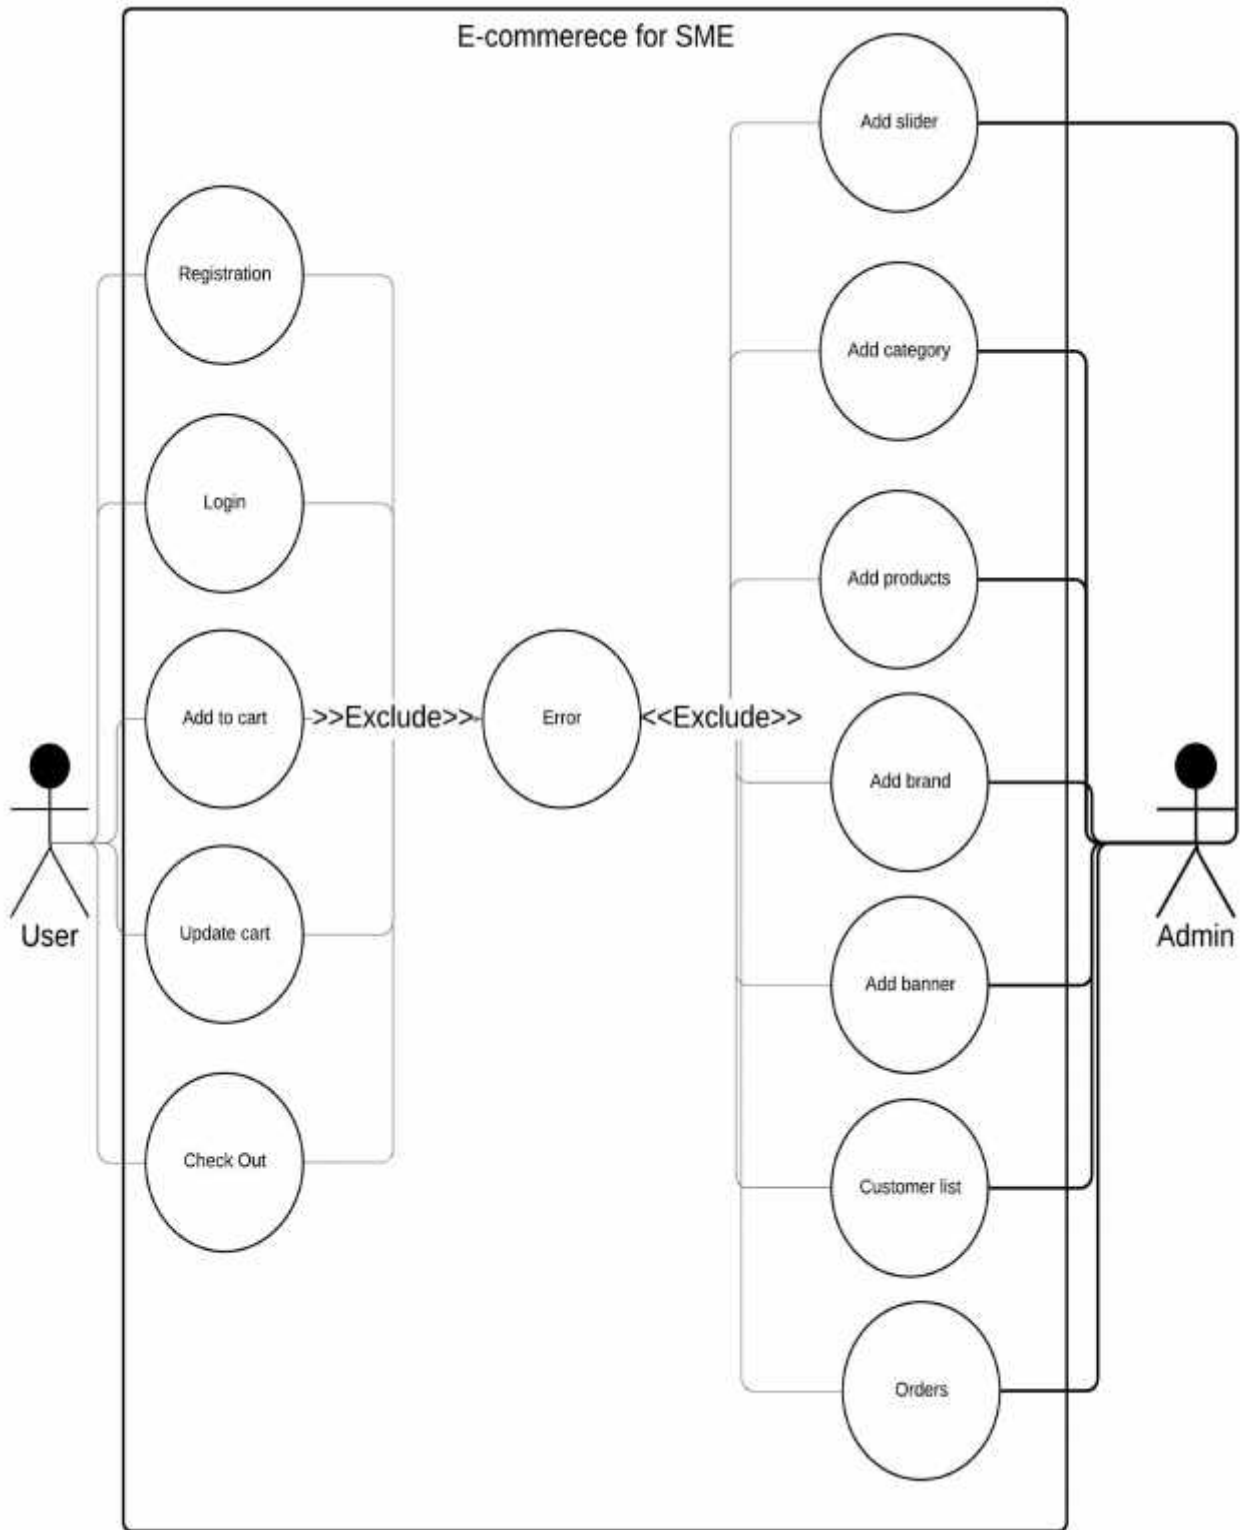 E-commerece for SME
Add slider
Registration
Add category
Login
Add products
Add to cart
>>Exclude>>
Error
<<Exclude>>
Add brand
User
Update cart
Admin
Add banner
Check Out
Customer list
Orders